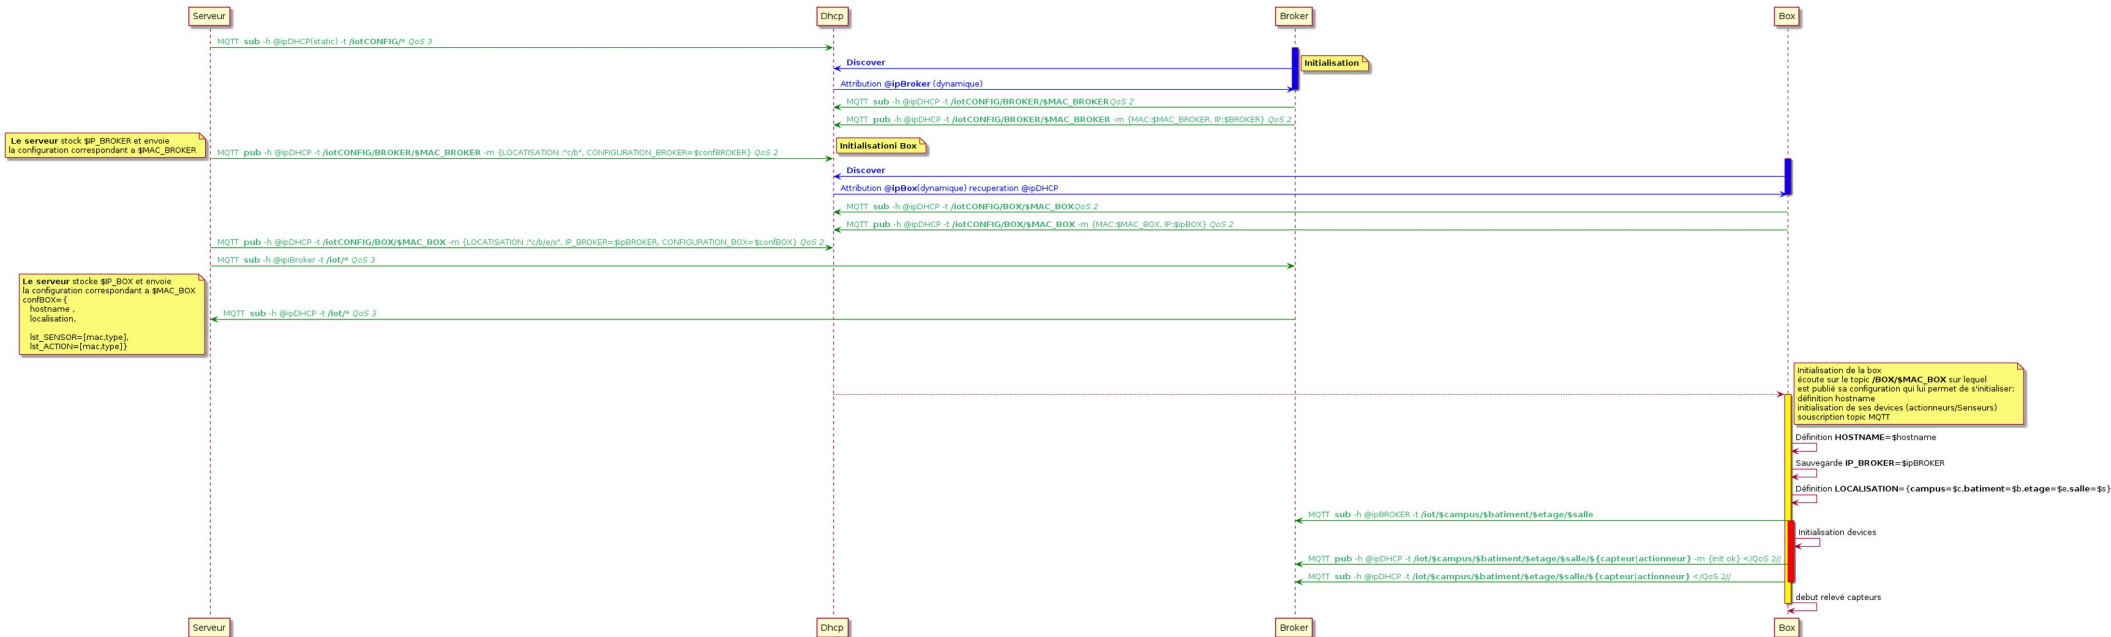 Serveur
Dhcp
Broker
Box
MQTT sub -h @ipDHCP(static) -t /iotCONFIG/* QoS 3
Discover
Initialisation
Attribution @ipBroker (dynamique)
MQTT sub -h @ipDHCP -t /iotCONFIG/BROKER/$MAC_BROKERQoS 2
MQTT pub -h @ipDHCP -t /iotCONFIG/BROKER/$MAC_BROKER -m {MAC:$MAC_BROKER, IP:$BROKER} QoS 2
Le serveur stock $IP_BROKER et envoie
la configuration correspondant a $MAC_BROKER
MQTT pub -h @ipDHCP -t /iotCONFIG/BROKER/$MAC_BROKER -m {LOCATISATION :"c/b", CONFIGURATION_BROKER=$confBROKER} QoS 2
Initialisationi Box
Discover
Attribution @ipBox(dynamique) recuperation @ipDHCP
MQTT sub -h @ipDHCP -t /iotCONFIG/BOX/$MAC_BOXQoS 2
MQTT pub -h @ipDHCP -t /iotCONFIG/BOX/$MAC_BOX -m {MAC:$MAC_BOX, IP:$ipBOX} QoS 2
MQTT pub -h @ipDHCP -t /iotCONFIG/BOX/$MAC_BOX -m {LOCATISATION :"c/b/e/s", IP_BROKER=$ipBROKER, CONFIGURATION_BOX=$confBOX} QoS 2
MQTT sub -h @ipiBroker -t /iot/* QoS 3
Le serveur stocke $IP_BOX et envoie
la configuration correspondant a $MAC_BOX
confBOX={
hostname ,
localisation,
lst_SENSOR=[mac,type],
lst_ACTION=[mac,type]}
MQTT sub -h @ipDHCP -t /iot/* QoS 3
Initialisation de la box
écoute sur le topic /BOX/$MAC_BOX sur lequel
est publié sa configuration qui lui permet de s'initialiser:
définition hostname
initialisation de ses devices (actionneurs/Senseurs)
souscription topic MQTT
Définition HOSTNAME=$hostname
Sauvegarde IP_BROKER=$ipBROKER
Définition LOCALISATION={campus=$c,batiment=$b,etage=$e,salle=$s}
MQTT sub -h @ipBROKER -t /iot/$campus/$batiment/$etage/$salle
Initialisation devices
MQTT pub -h @ipDHCP -t /iot/$campus/$batiment/$etage/$salle/${capteur|actionneur} -m {init ok} </QoS 2//
MQTT sub -h @ipDHCP -t /iot/$campus/$batiment/$etage/$salle/${capteur|actionneur} </QoS 2//
debut relevé capteurs
Serveur
Dhcp
Broker
Box